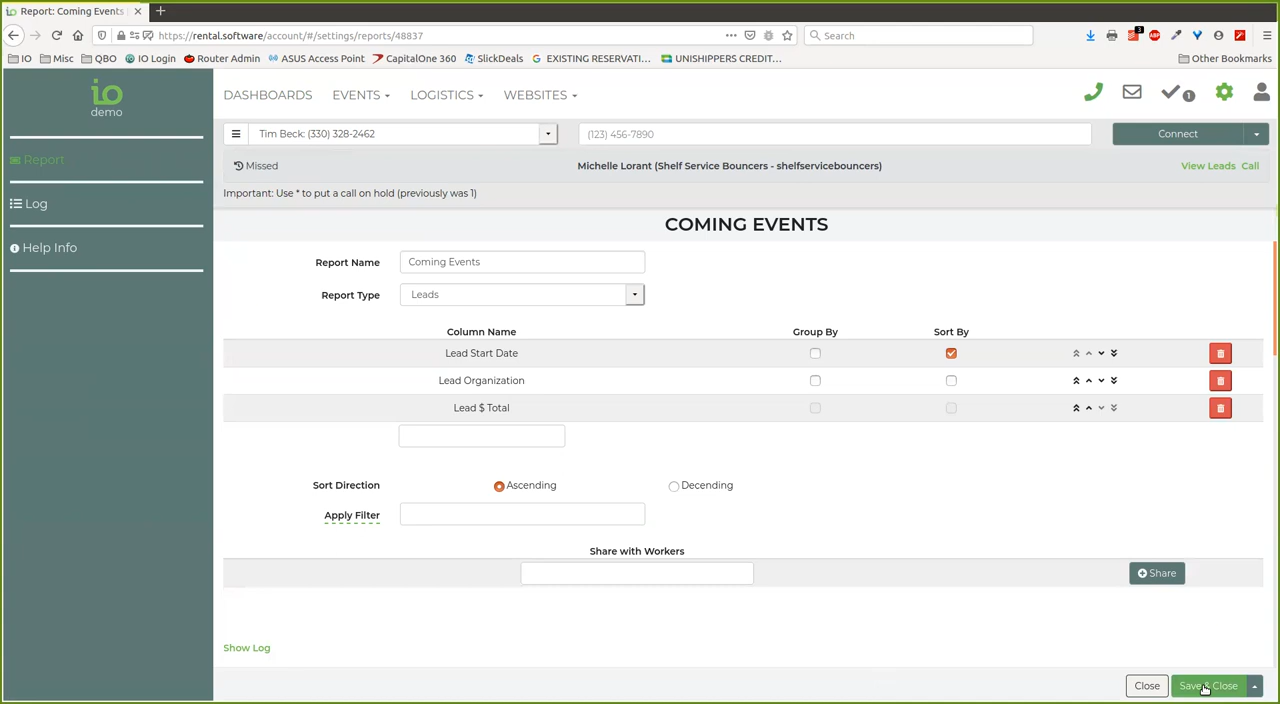 Report: Coming Events
https://rental.software/account/#/settings/reports/48837
Search
3
IO
Misc
QBO
IO Login
Router Admin
ASUS Access Point
CapitalOne 360
SlickDeals
EXISTING RESERVATI...
UNISHIPPERS CREDIT...
Other Bookmarks
io
demo
DASHBOARDS
EVENTS
LOGISTICS
WEBSITES
1
Tim Beck: (330) 328-2462
(123) 456-7890
Connect
Report
Missed
Michelle Lorant (Shelf Service Bouncers - shelfservicebouncers)
View Leads Call
Important: Use * to put a call on hold (previously was 1)
Log
Help Info
COMING EVENTS
Report Name
Coming Events
Report Type
Leads
Column Name
Group By
Sort By
Lead Start Date
Lead Organization
Lead $ Total
Sort Direction
Ascending
Decending
Apply Filter
Share with Workers
Share
Show Log
Close
Save & Close